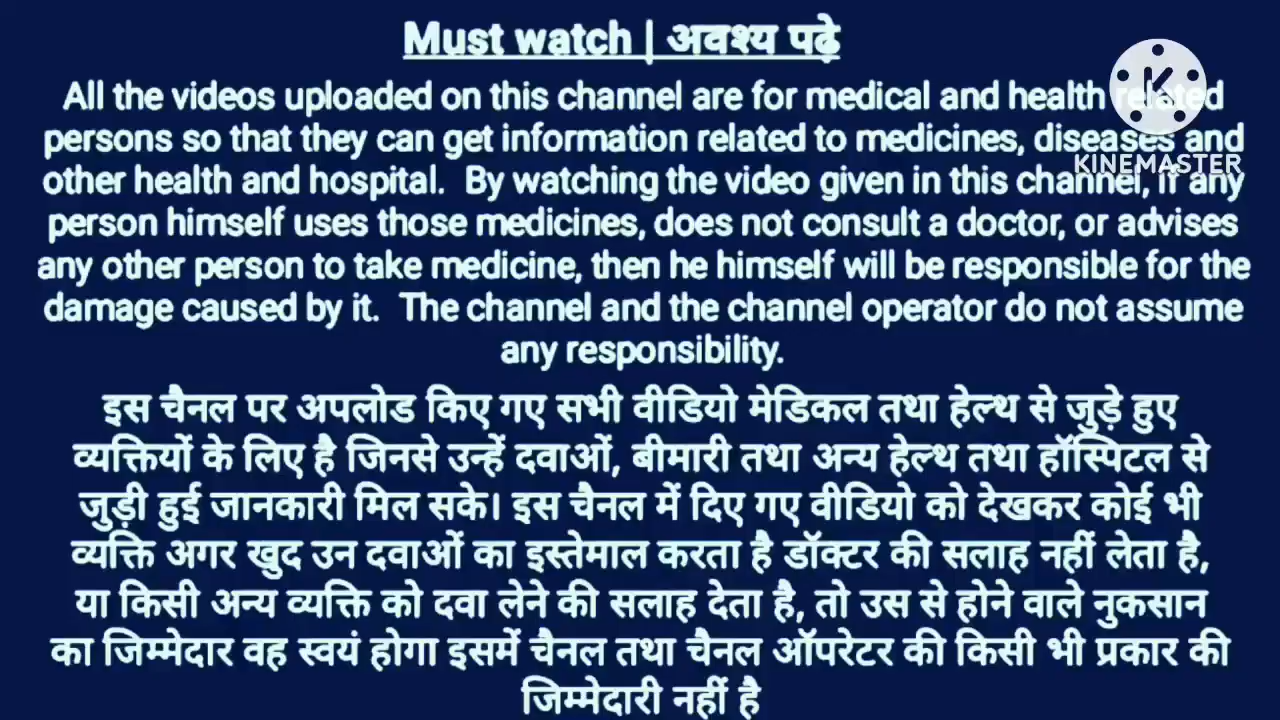 Must watch | अवश्य पढ़े
All the videos uploaded on this channel are for medical and health related
persons so that they can get information related to medicines, diseases and
other health and hospital. By watching the video given in this channel, if any
person himself uses those medicines, does not consult a doctor, or advises
any other person to take medicine, then he himself will be responsible for the
damage caused by it. The channel and the channel operator do not assume
any responsibility.
इस चैनल पर अपलोड किए गए सभी वीडियो मेडिकल तथा हेल्थ से जुड़े हुए
व्यक्तियों के लिए है जिनसे उन्हें दवाओं, बीमारी तथा अन्य हेल्थ तथा हॉस्पिटल से
जुड़ी हुई जानकारी मिल सके। इस चैनल में दिए गए वीडियो को देखकर कोई भी
व्यक्ति अगर खुद उन दवाओं का इस्तेमाल करता है डॉक्टर की सलाह नहीं लेता है,
या किसी अन्य व्यक्ति को दवा लेने की सलाह देता है, तो उस से होने वाले नुकसान
का जिम्मेदार वह स्वयं होगा इसमें चैनल तथा चैनल ऑपरेटर की किसी भी प्रकार की
जिम्मेदारी नहीं है
K
KINEMASTER